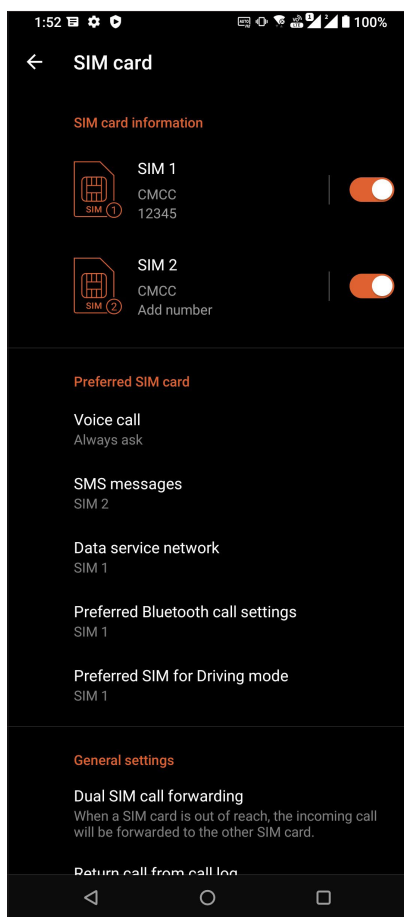 1:52 100%
SIM card
SIM card information
SIM 1
CMCC
12345
SIM 1
SIM 2
CMCC
Add number
SIM 2
Preferred SIM card
Voice call
Always ask
SMS messages
SIM 2
Data service network
SIM 1
Preferred Bluetooth call settings
SIM 1
Preferred SIM for Driving mode
SIM 1
General settings
Dual SIM call forwarding
When a SIM card is out of reach, the incoming call
will be forwarded to the other SIM card.
Return call from call log